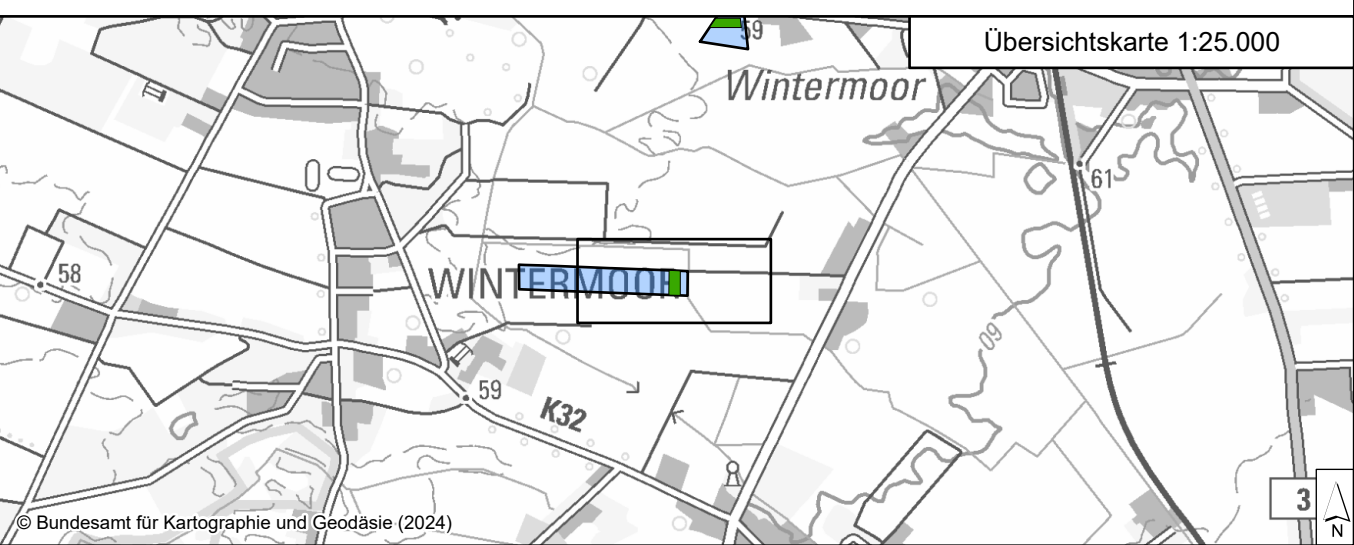 59
Übersichtskarte 1:25.000
Wintermoor
61
58
WINTERMOOR
60
59
K32
3
© Bundesamt für Kartographie und Geodäsie (2024)
N